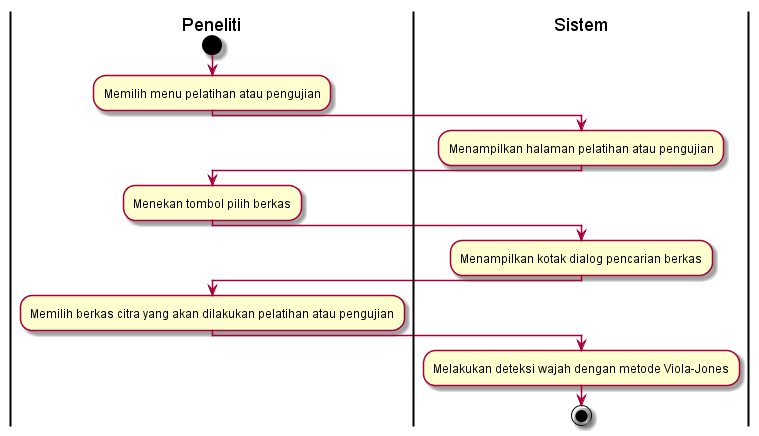 Peneliti
Sistem
Memilih menu pelatihan atau pengujian
Menampilkan halaman pelatihan atau pengujian
Menekan tombol pilih berkas
Menampilkan kotak dialog pencarian berkas
Memilih berkas citra yang akan dilakukan pelatihan atau pengujian
Melakukan deteksi wajah dengan metode Viola-Jones